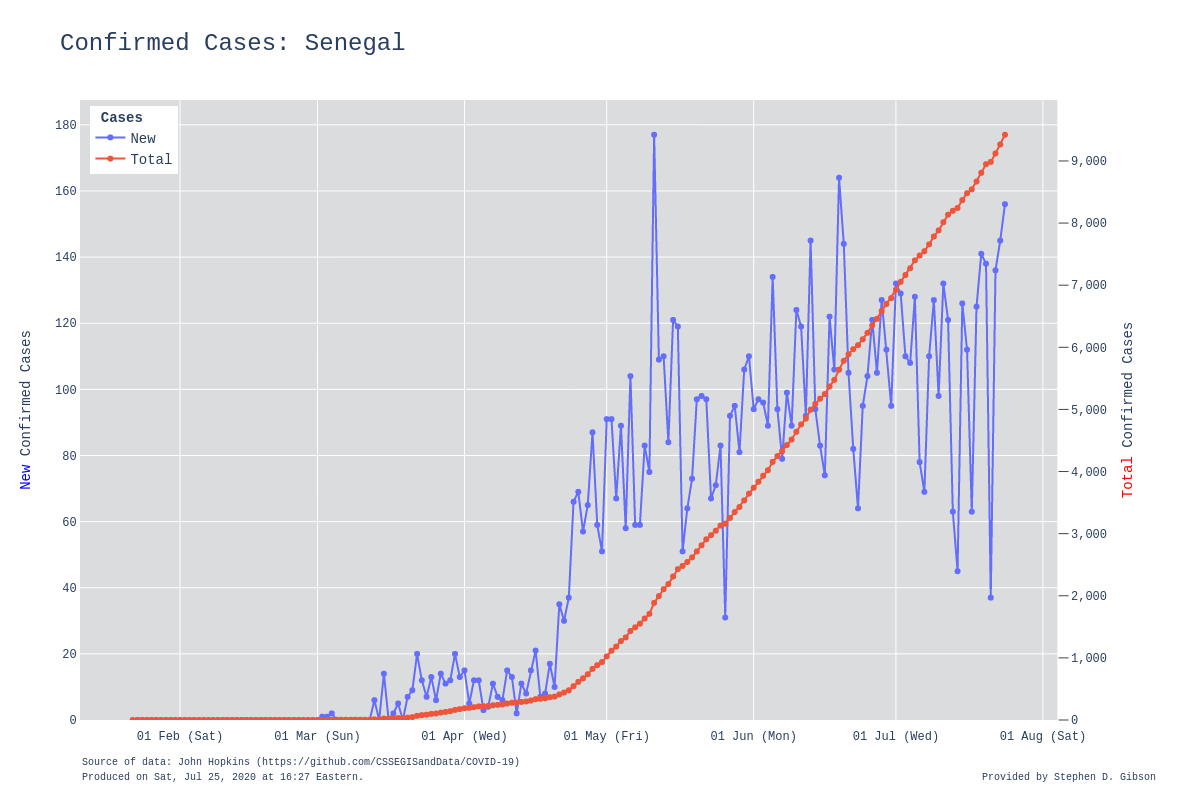 Confirmed Cases: Senegal
Cases
New
Total
180
160
140
120
100
80
60
40
20
0
9,000
8,000
7,000
6,000
5,000
4,000
3,000
2,000
1,000
0
New Confirmed Cases
Total Confirmed Cases
01 Feb (Sat)
01 Mar (Sun)
01 Apr (Wed)
01 May (Fri)
01 Jun (Mon)
01 Jul (Wed)
01 Aug (Sat)
Source of data: John Hopkins (https://github.com/CSSEGISandData/COVID-19)
Produced on Sat, Jul 25, 2020 at 16:27 Eastern.
Provided by Stephen D. Gibson